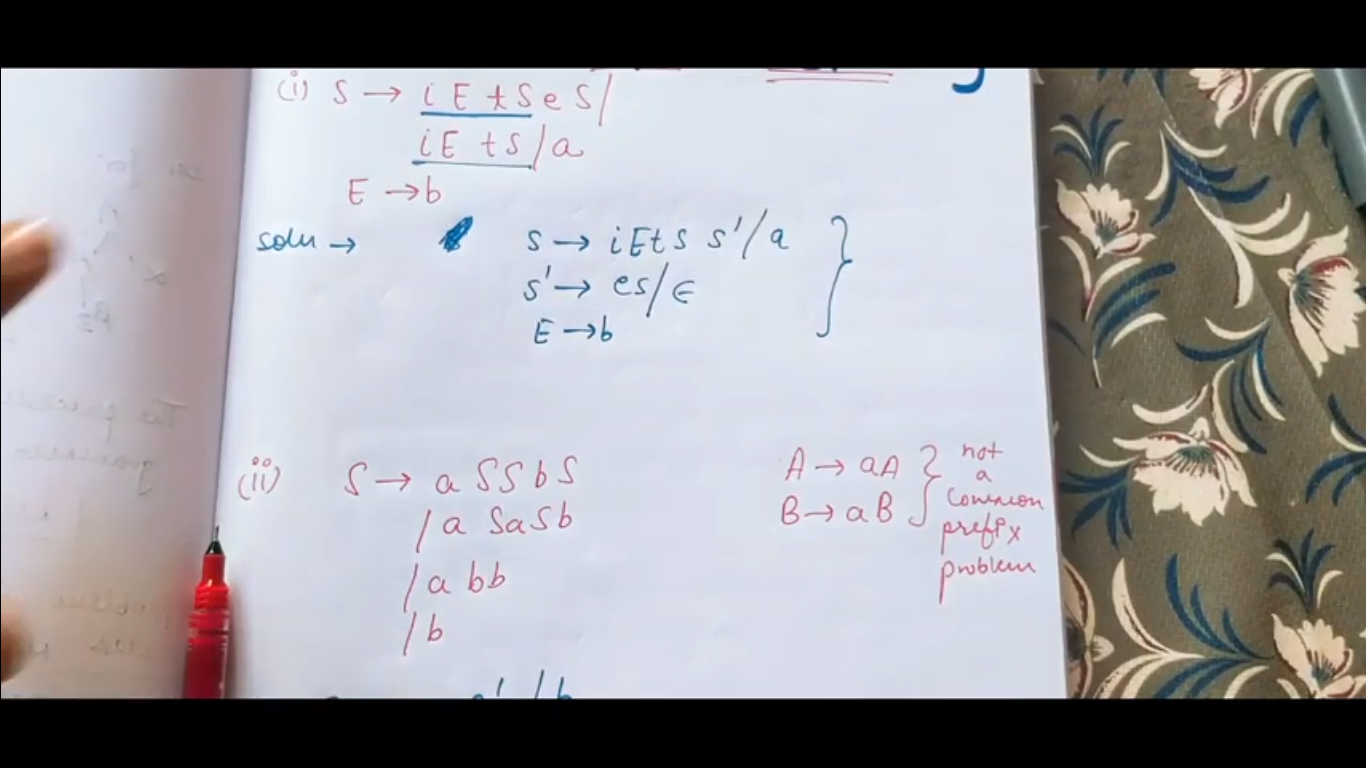 (i) S → iEtSeS/
iEtS/a
E → b
soln → S → iEtS S'/a
S' → eS/ε
E → b
(ii) S → aSSbS
/aSaSb
/abb
/b
A → aA
B → aB
not
a
common
prefix
problem